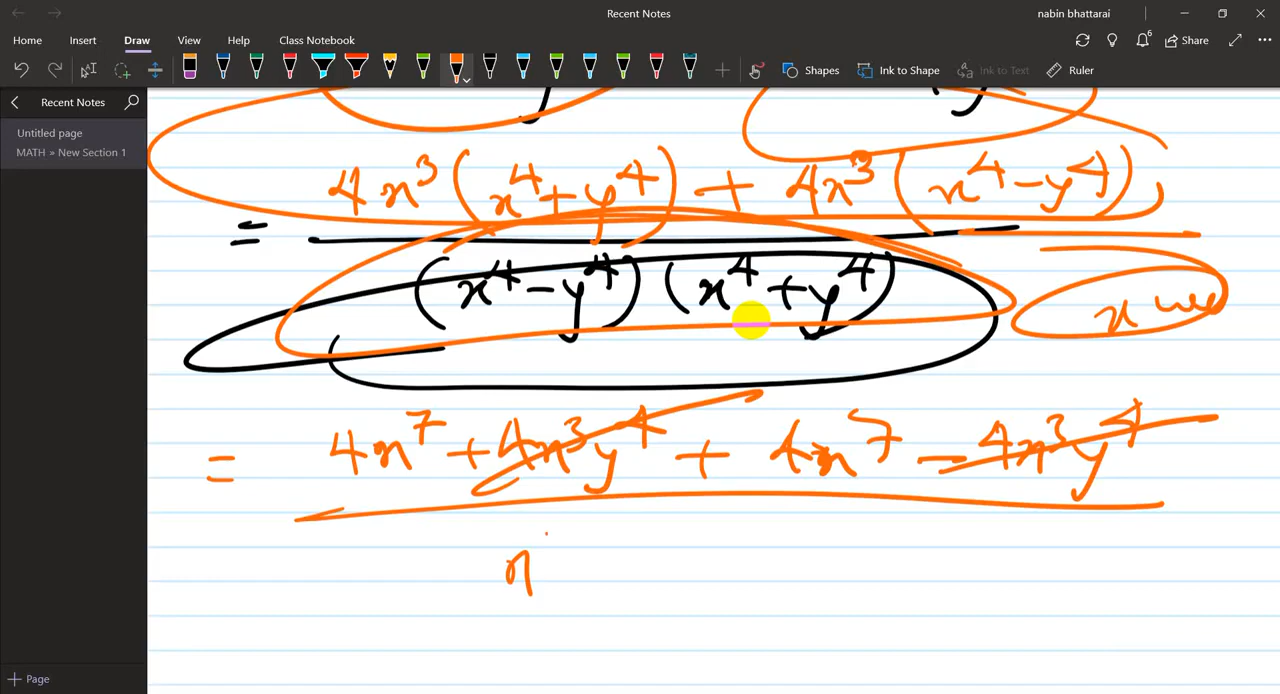 Recent Notes
nabin bhattarai
Home Insert Draw View Help Class Notebook
6 Share
Shapes Ink to Shape Ink to Text Ruler
Recent Notes
Untitled page
MATH > New Section 1
y y
4x³(x⁴+y⁴) + 4x³(x⁴-y⁴)
=
(x⁴-y⁴)(x⁴+y⁴)
x
= 4x⁷ + 4x³y⁴ + 4x⁷ - 4x³y⁴
x
+ Page